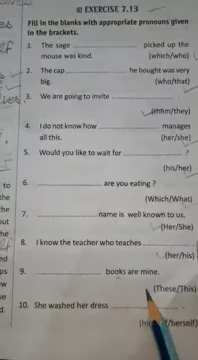 EXERCISE 7.13
Fill in the blanks with appropriate pronouns given
in the brackets.
1. The sage .................... picked up the
mouse was kind. (which/who)
2. The cap .................... he bought was very
big. (who/that)
3. We are going to invite ....................
(them/they)
4. I do not know how .................... manages
all this. (her/she)
5. Would you like to wait for .................... ?
(his/her)
6. .................... are you eating ?
(Which/What)
7. .................... name is well known to us.
(Her/She)
8. I know the teacher who teaches ....................
(her/his)
9. .................... books are mine.
(These/This)
10. She washed her dress ....................
/herself)
to
the
he